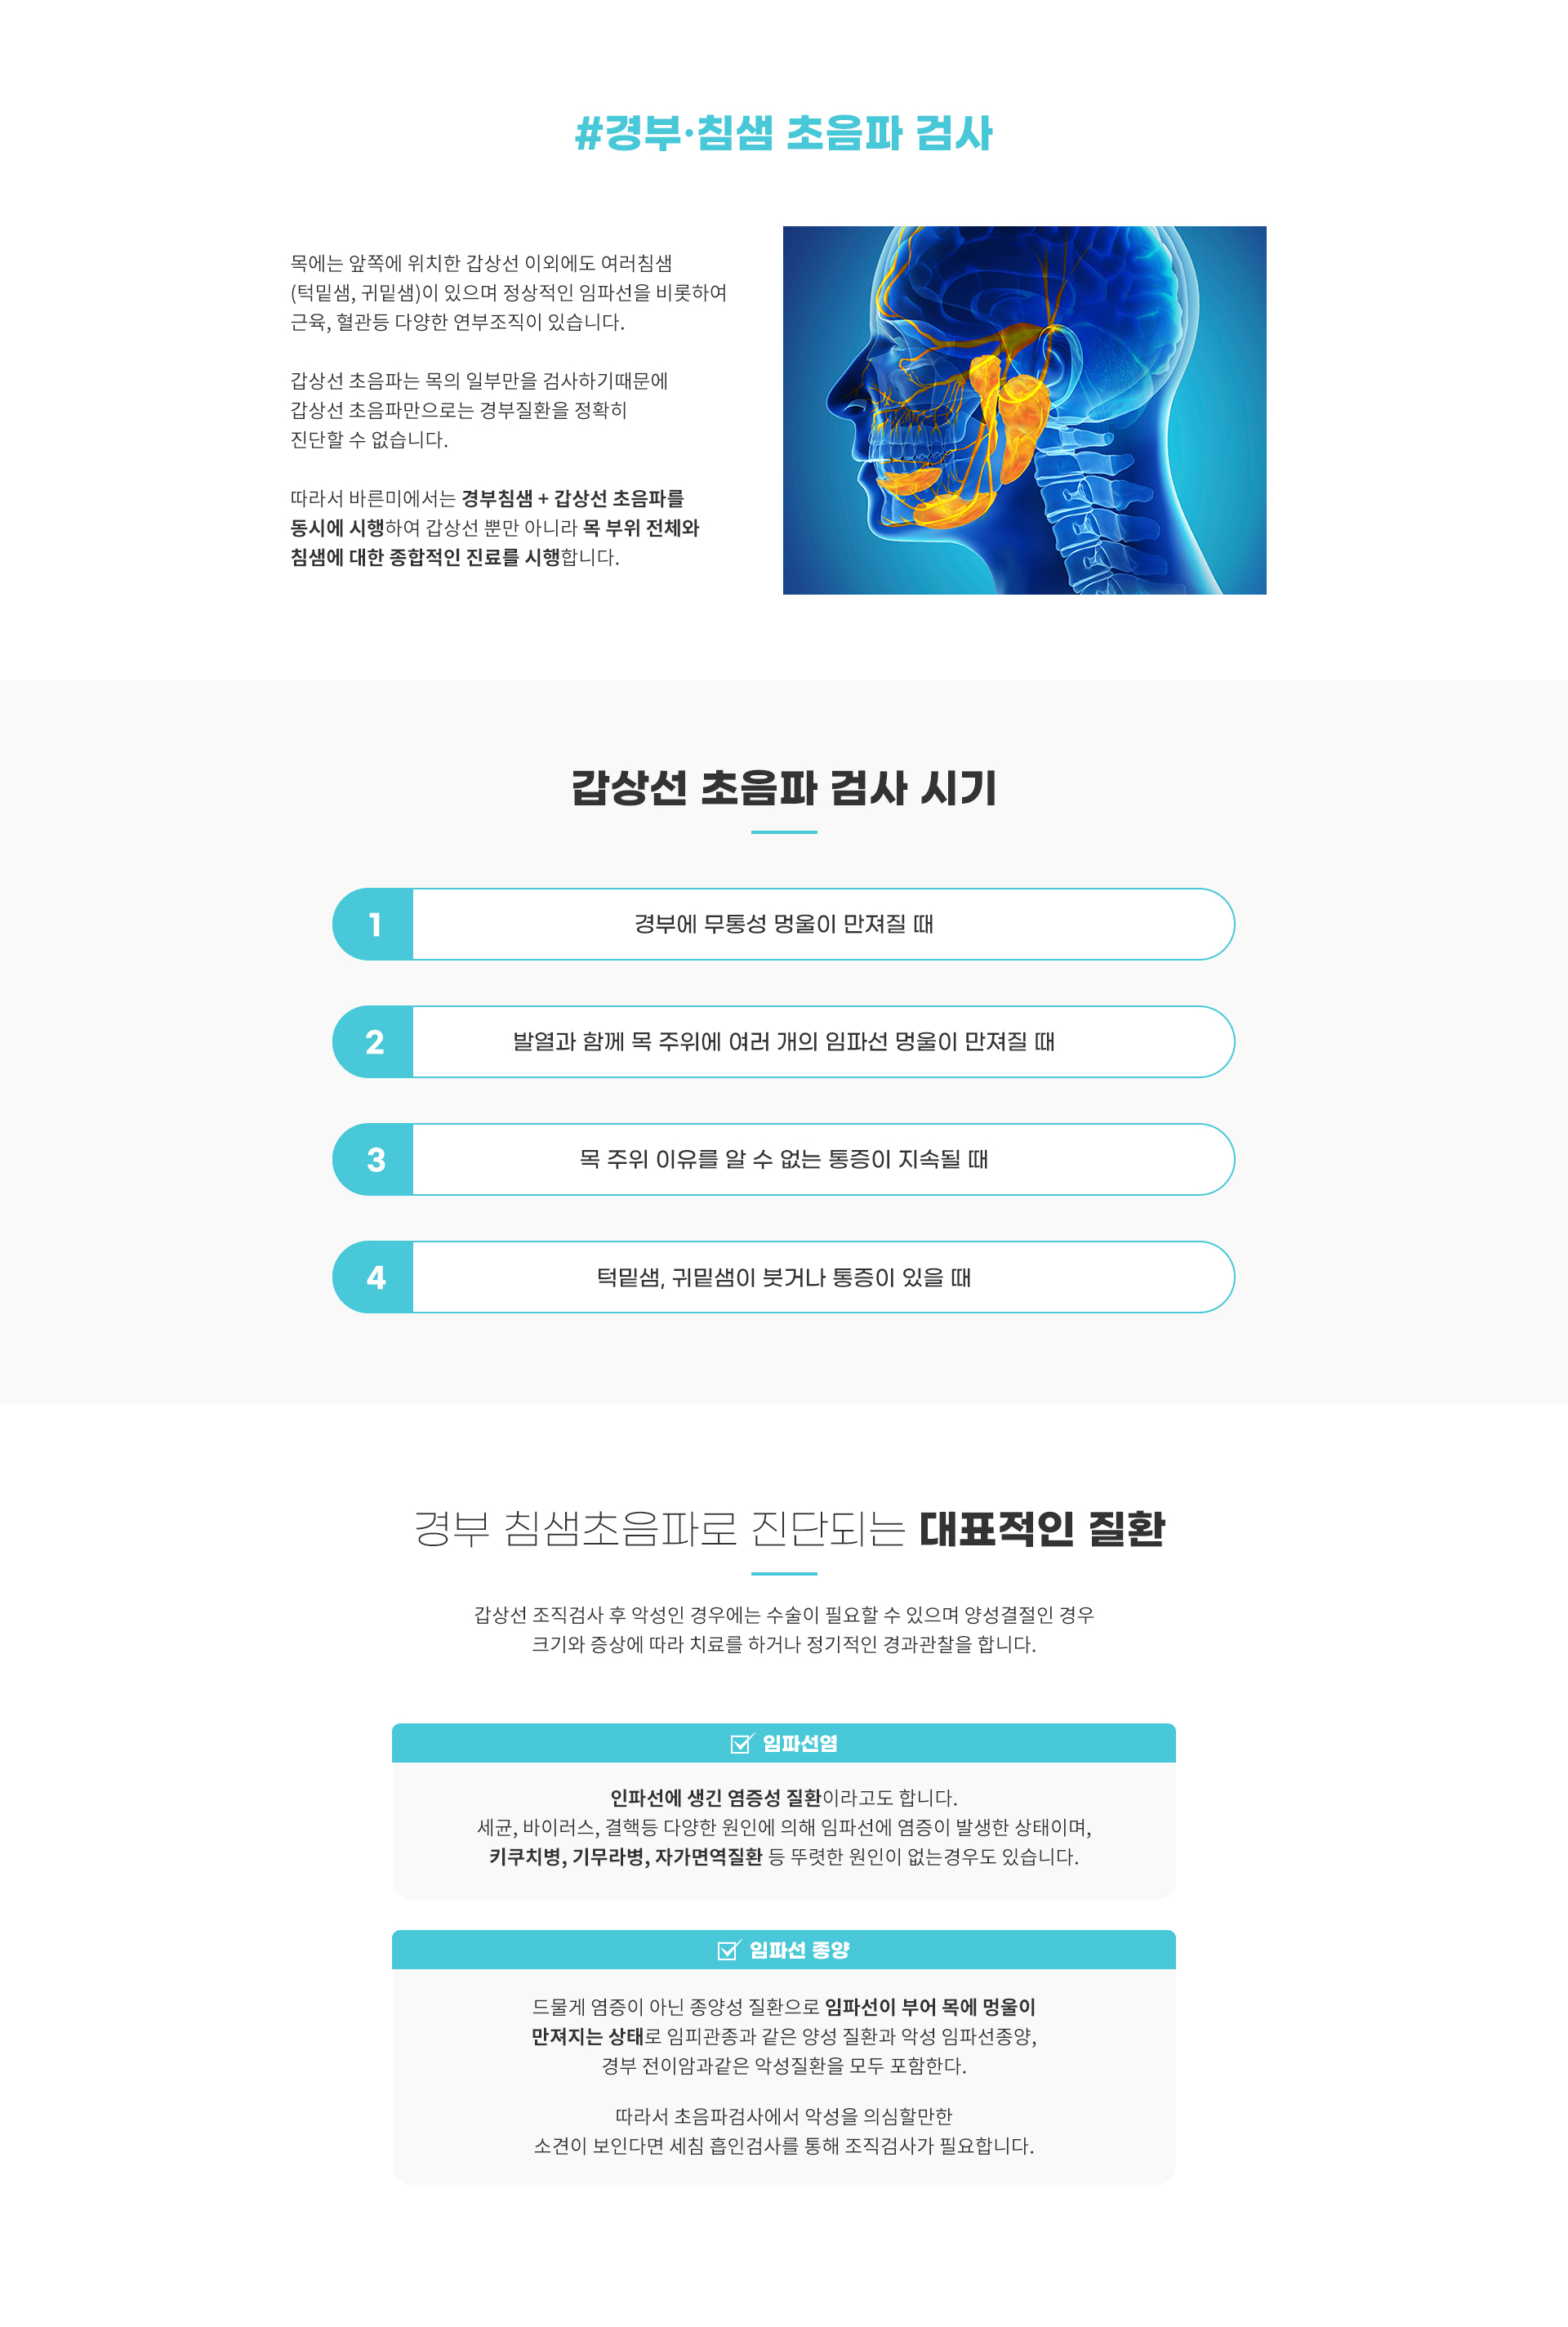 #경부·침샘 초음파 검사
목에는 앞쪽에 위치한 갑상선 이외에도 여러침샘
(턱밑샘, 귀밑샘)이 있으며 정상적인 임파선을 비롯하여
근육, 혈관등 다양한 연부조직이 있습니다.
갑상선 초음파는 목의 일부만을 검사하기때문에
갑상선 초음파만으로는 경부질환을 정확히
진단할 수 없습니다.
따라서 바른미에서는 경부침샘 + 갑상선 초음파를
동시에 시행하여 갑상선 뿐만 아니라 목 부위 전체와
침샘에 대한 종합적인 진료를 시행합니다.
갑상선 초음파 검사 시기
1 경부에 무통성 멍울이 만져질 때
2 발열과 함께 목 주위에 여러 개의 임파선 멍울이 만져질 때
3 목 주위 이유를 알 수 없는 통증이 지속될 때
4 턱밑샘, 귀밑샘이 붓거나 통증이 있을 때
경부 침샘초음파로 진단되는 대표적인 질환
갑상선 조직검사 후 악성인 경우에는 수술이 필요할 수 있으며 양성결절인 경우
크기와 증상에 따라 치료를 하거나 정기적인 경과관찰을 합니다.
임파선염
인파선에 생긴 염증성 질환이라고도 합니다.
세균, 바이러스, 결핵등 다양한 원인에 의해 임파선에 염증이 발생한 상태이며,
키쿠치병, 기무라병, 자가면역질환 등 뚜렷한 원인이 없는경우도 있습니다.
임파선 종양
드물게 염증이 아닌 종양성 질환으로 임파선이 부어 목에 멍울이
만져지는 상태로 임피관종과 같은 양성 질환과 악성 임파선종양,
경부 전이암과같은 악성질환을 모두 포함한다.
따라서 초음파검사에서 악성을 의심할만한
소견이 보인다면 세침 흡인검사를 통해 조직검사가 필요합니다.